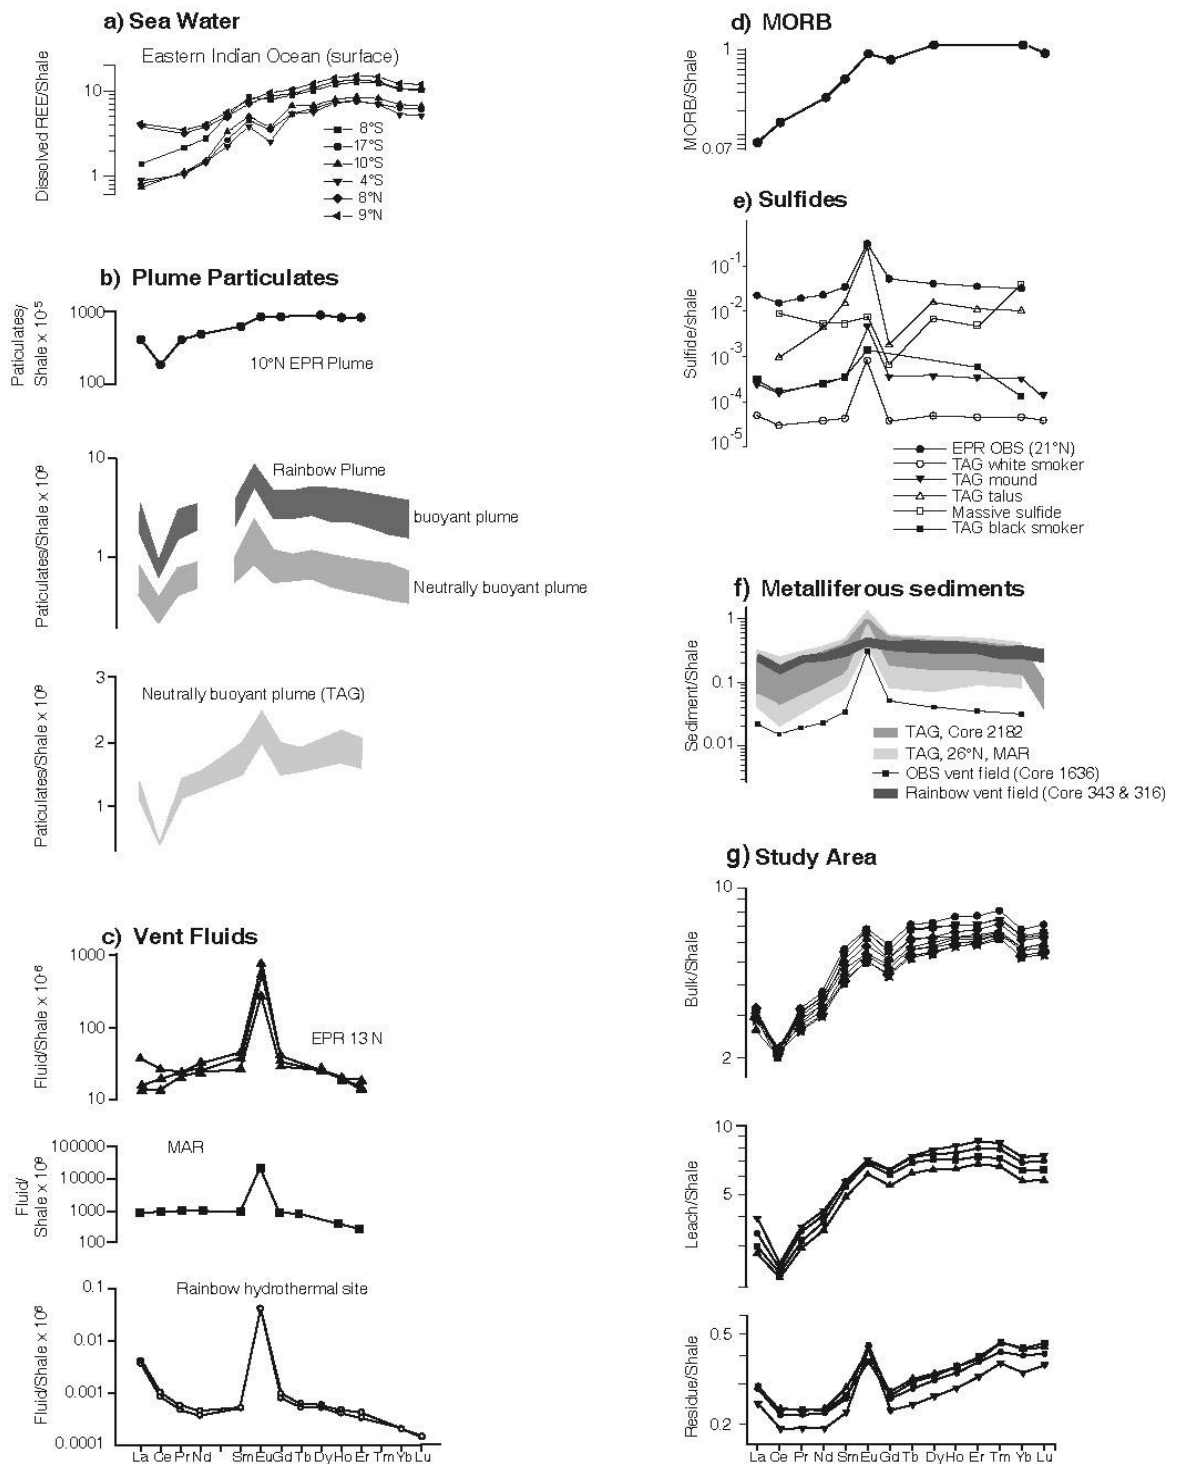 a) Sea Water
Eastern Indian Ocean (surface)
Dissolved REE/Shale
10
1
8°S
17°S
10°S
4°S
8°N
9°N
b) Plume Particulates
Paticulates/
Shale x 10-5
1000
100
10°N EPR Plume
Paticulates/Shale x 10⁶
10
1
Rainbow Plume
buoyant plume
Neutrally buoyant plume
Paticulates/Shale x 10⁶
3
2
1
Neutrally buoyant plume (TAG)
c) Vent Fluids
Fluid/Shale x 10-6
1000
100
10
EPR 13 N
Fluid/
Shale x 10⁶
100000
10000
1000
100
MAR
Fluid/Shale x 10⁶
0.1
0.01
0.001
0.0001
Rainbow hydrothermal site
La Ce Pr Nd Sm Eu Gd Tb Dy Ho Er Tm Yb Lu
d) MORB
MORB/Shale
1
0.07
e) Sulfides
Sulfide/shale
10-1
10-2
10-3
10-4
10-5
EPR OBS (21°N)
TAG white smoker
TAG mound
TAG talus
Massive sulfide
TAG black smoker
f) Metalliferous sediments
Sediment/Shale
1
0.1
0.01
TAG, Core 2182
TAG, 26°N, MAR
OBS vent field (Core 1636)
Rainbow vent field (Core 343 & 316)
g) Study Area
Bulk/Shale
10
2
Leach/Shale
10
5
Residue/Shale
0.5
0.2
La Ce Pr Nd Sm Eu Gd Tb Dy Ho Er Tm Yb Lu